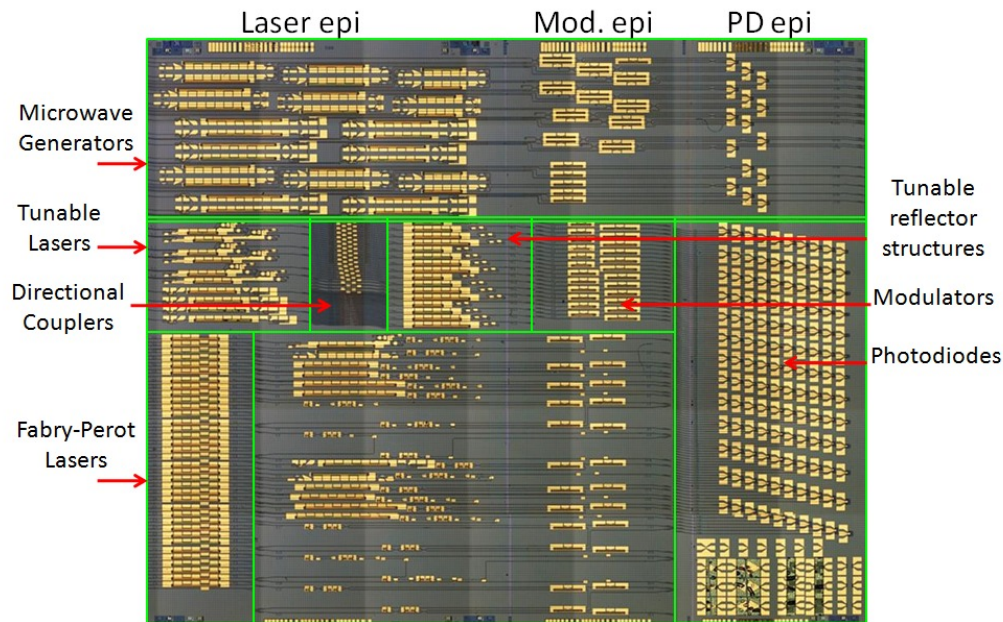 Laser epi
Mod. epi
PD epi
Microwave
Generators
Tunable
Lasers
Directional
Couplers
Fabry-Perot
Lasers
Tunable
reflector
structures
Modulators
Photodiodes